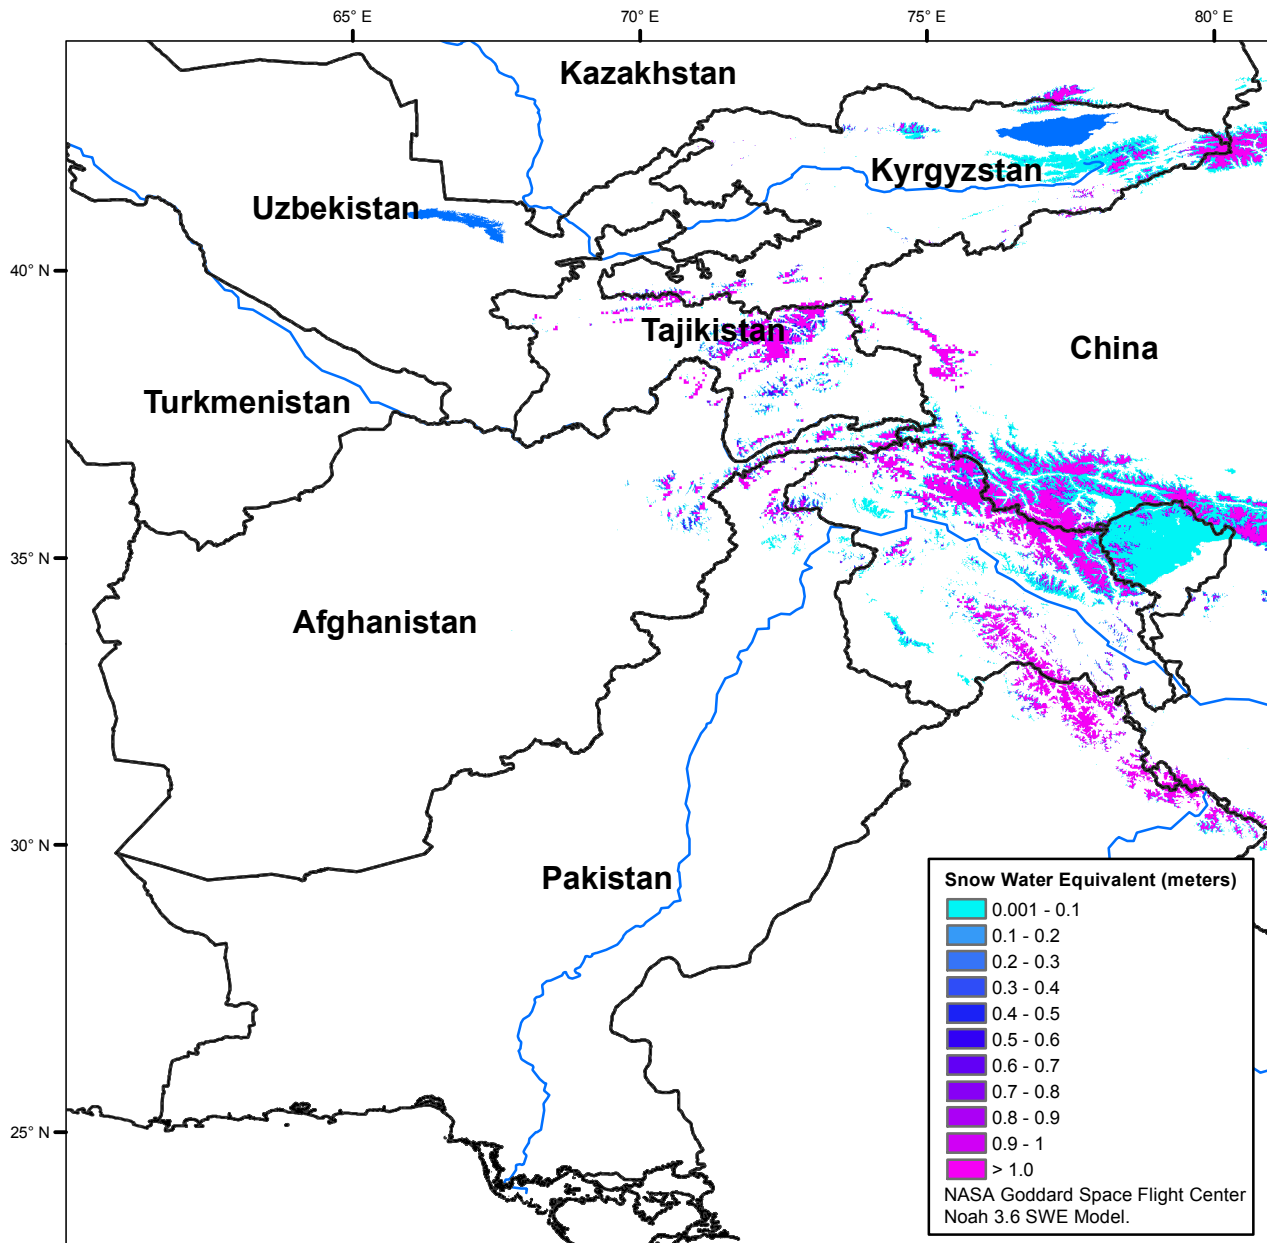 65° E
70° E
75° E
80° E
Kazakhstan
Kyrgyzstan
Uzbekistan
40° N
Tajikistan
China
Turkmenistan
35° N
Afghanistan
30° N
Pakistan
25° N
Snow Water Equivalent (meters)
0.001 - 0.1
0.1 - 0.2
0.2 - 0.3
0.3 - 0.4
0.4 - 0.5
0.5 - 0.6
0.6 - 0.7
0.7 - 0.8
0.8 - 0.9
0.9 - 1
> 1.0
NASA Goddard Space Flight Center
Noah 3.6 SWE Model.